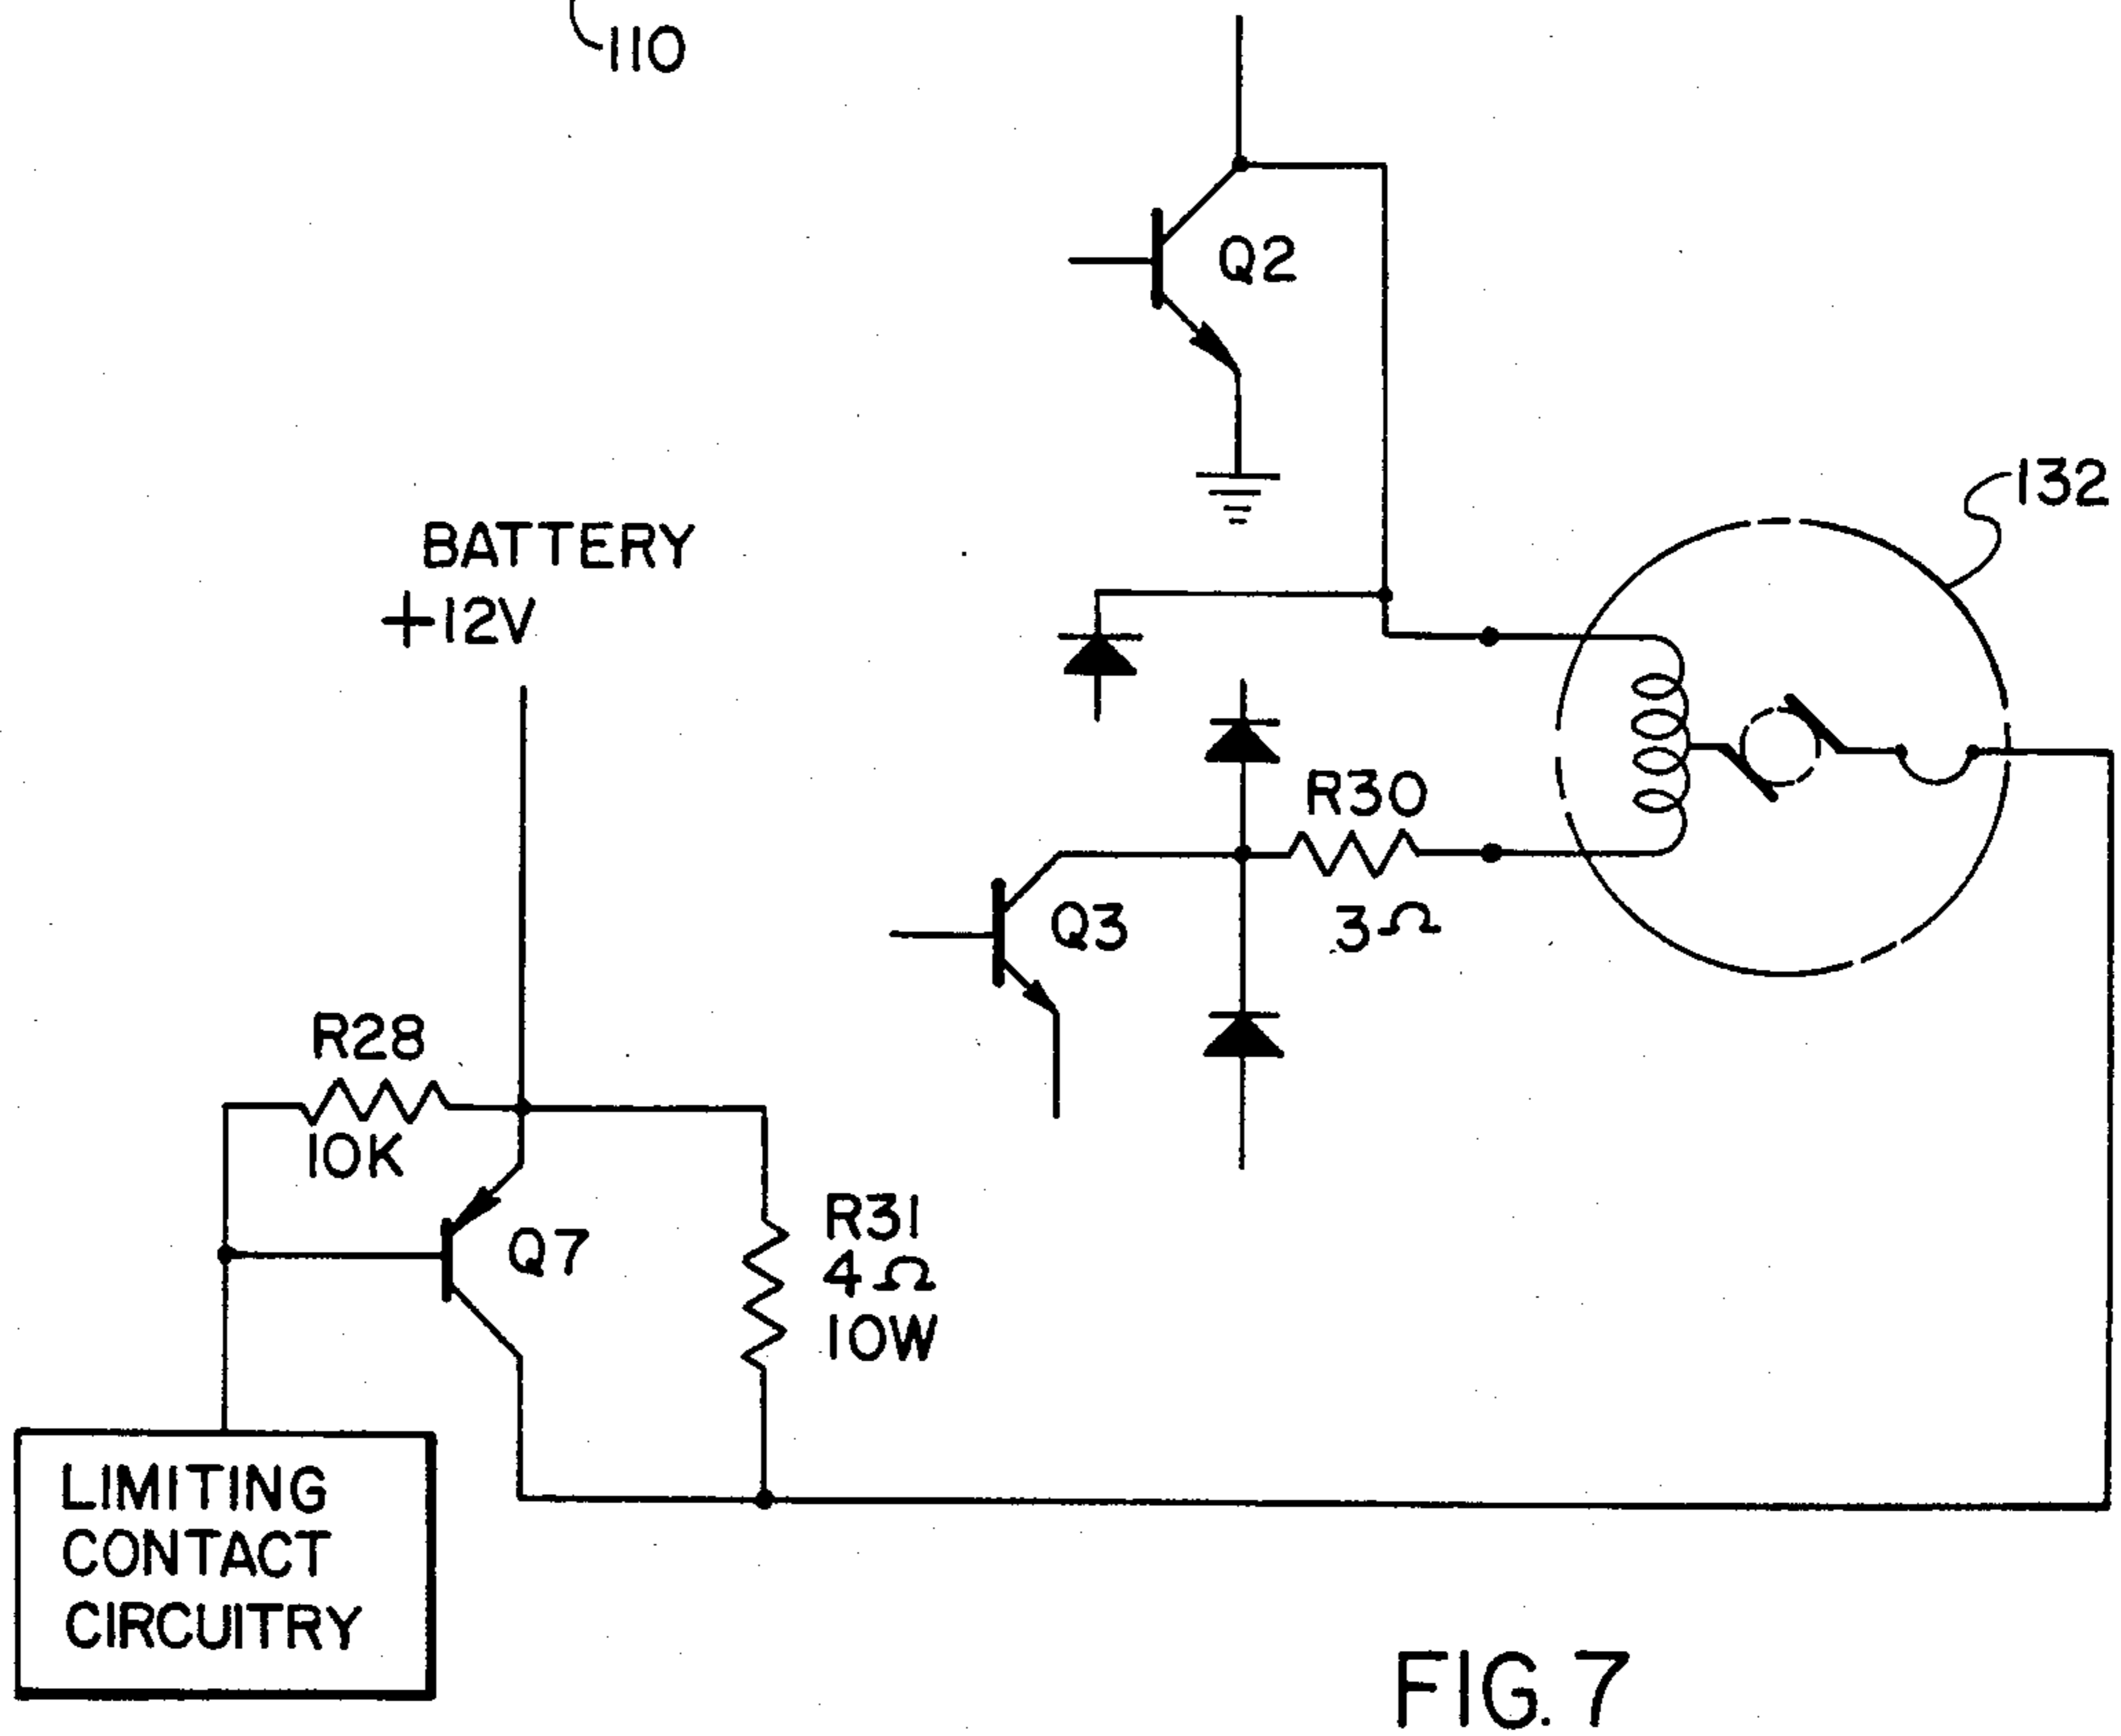 110
Q2
132
BATTERY
+12V
R30
3Ω
Q3
R28
10K
Q7
R31
4Ω
10W
LIMITING
CONTACT
CIRCUITRY
FIG. 7